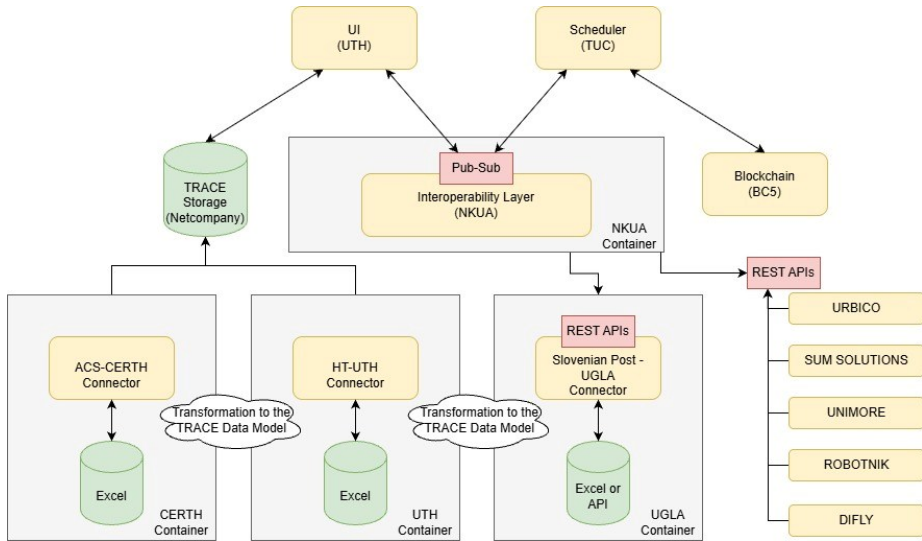 UI
(UTH)
Scheduler
(TUC)
Pub-Sub
Interoperability Layer
(NKUA)
NKUA
Container
TRACE
Storage
(Netcompany)
Blockchain
(BC5)
REST APIs
URBICO
SUM SOLUTIONS
UNIMORE
ROBOTNIK
DIFLY
ACS-CERTH
Connector
Excel
CERTH
Container
Transformation to the
TRACE Data Model
HT-UTH
Connector
Excel
UTH
Container
Transformation to the
TRACE Data Model
REST APIs
Slovenian Post -
UGLA
Connector
Excel or
API
UGLA
Container